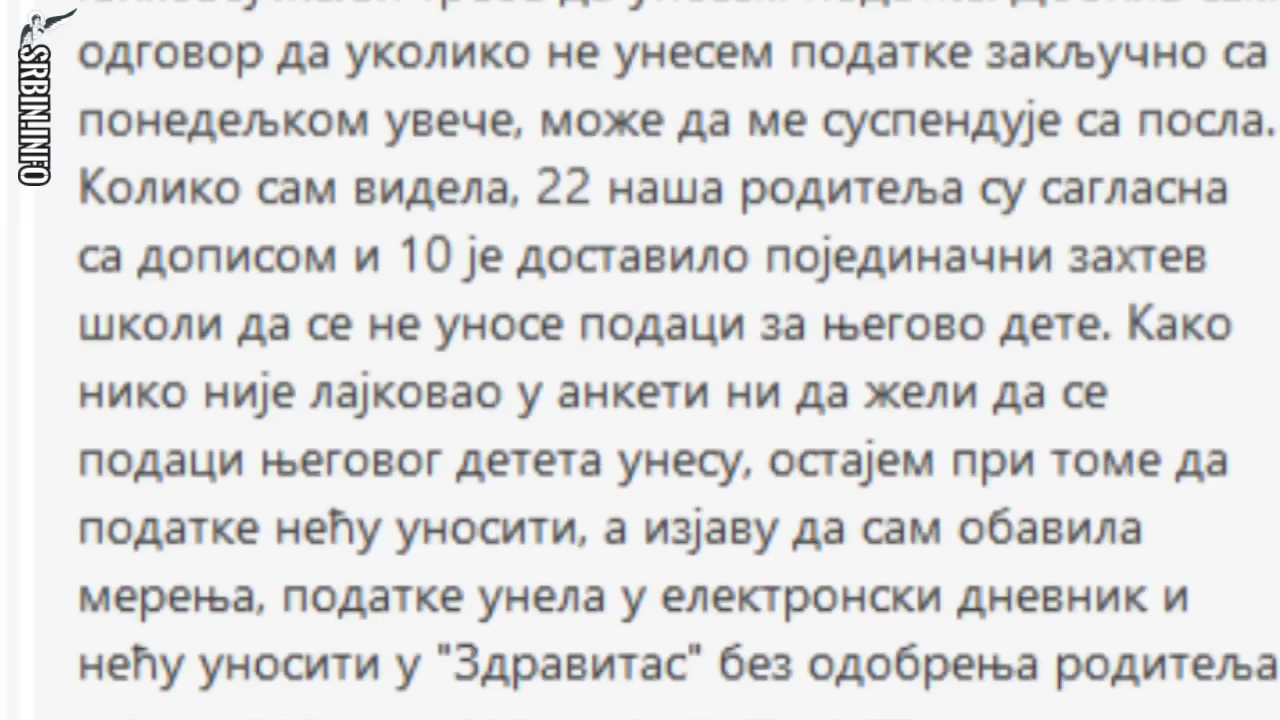 SRBIN.INFO
одговор да уколико не унесем податке закључно са
понедељком увече, може да ме суспендује са посла.
Колико сам видела, 22 наша родитеља су сагласна
са дописом и 10 је доставило појединачни захтев
школи да се не уносе подаци за његово дете. Како
нико није лајковао у анкети ни да жели да се
подаци његовог детета унесу, остајем при томе да
податке нећу уносити, а изјаву да сам обавила
мерења, податке унела у електронски дневник и
нећу уносити у "Здравитас" без одобрења родитеља